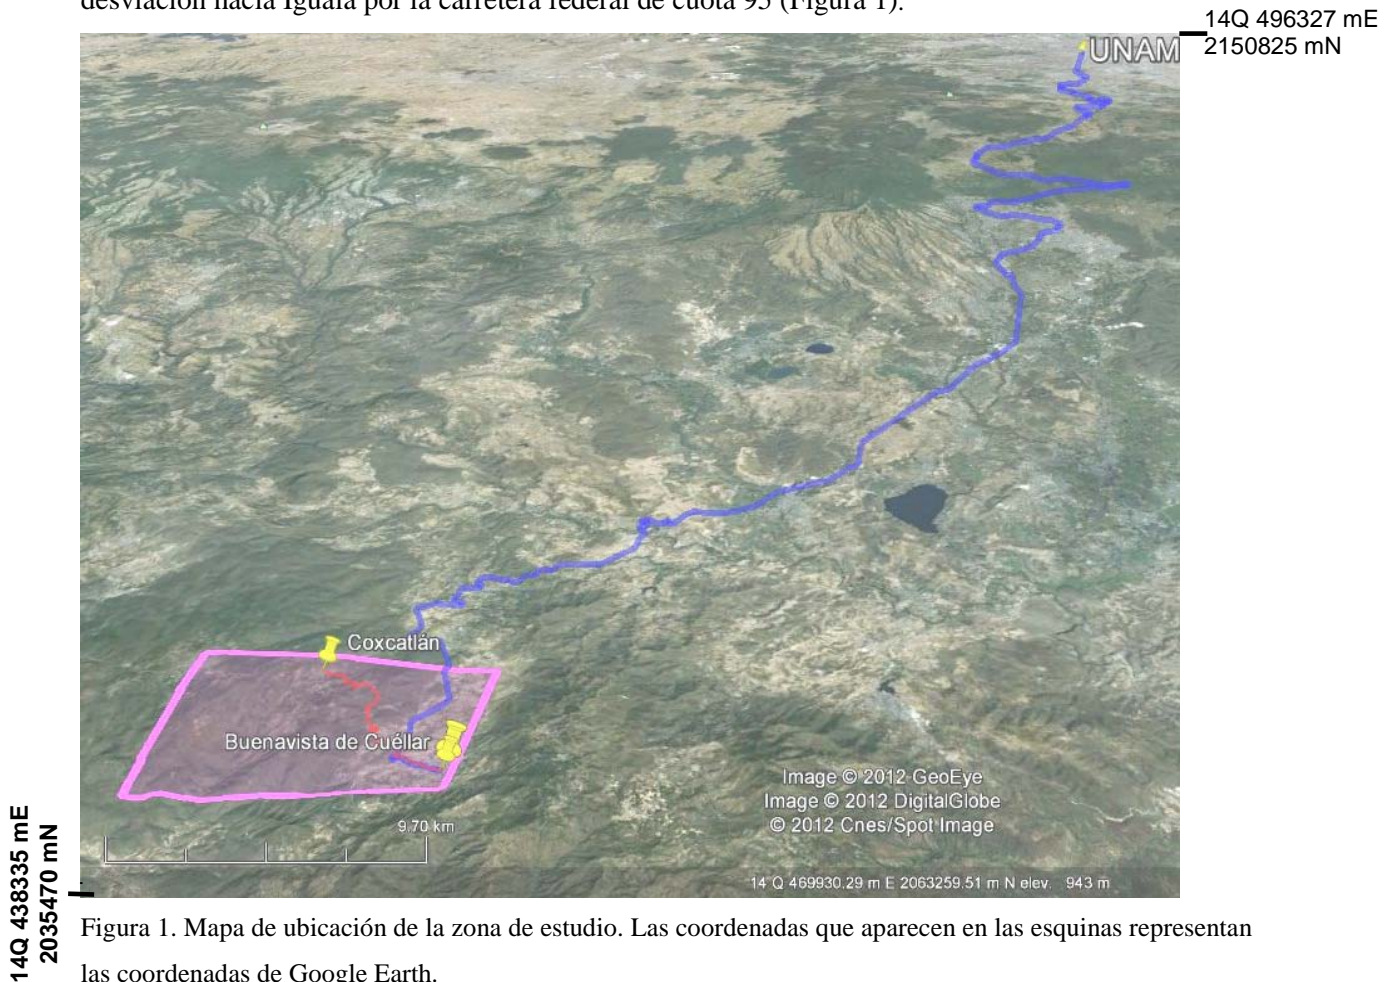 desviación hacia Iguala por la carretera federal de cuota 95 (Figura 1).
14Q 496327 mE
2150825 mN
UNAM
Coxcatlán
Buenavista de Cuéllar
9.70 km
Image © 2012 GeoEye
Image © 2012 DigitalGlobe
© 2012 Cnes/Spot Image
14 Q 469930.29 m E 2063259.51 m N elev. 943 m
14Q 438335 mE
2035470 mN
Figura 1. Mapa de ubicación de la zona de estudio. Las coordenadas que aparecen en las esquinas representan
las coordenadas de Google Earth.